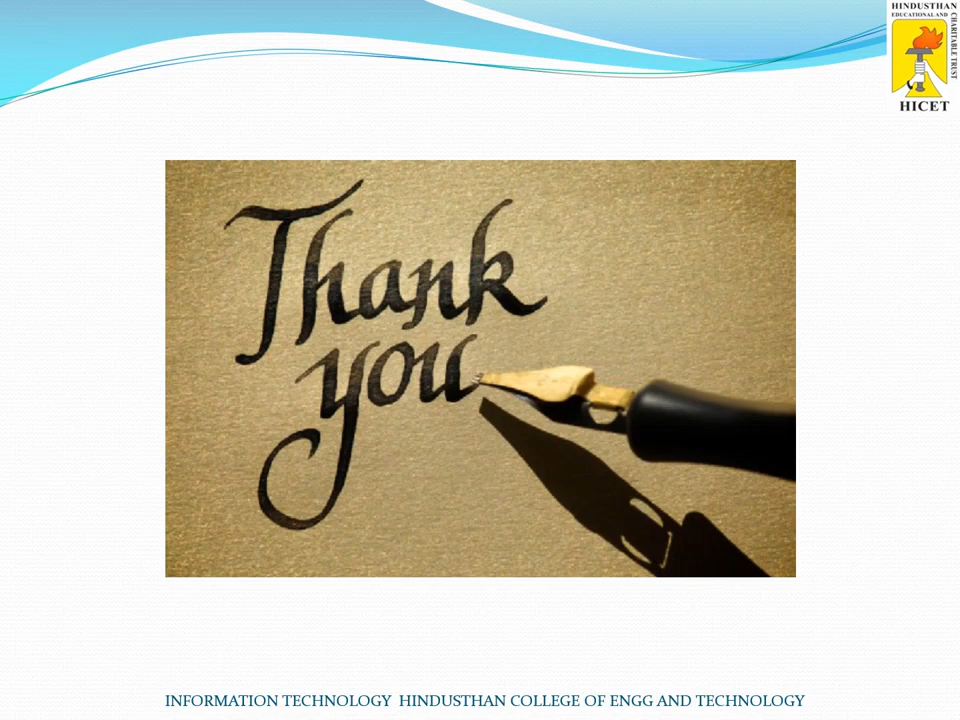 HINDUSTHAN
EDUCATIONAL AND
CHARITABLE TRUST
HICET
Thank
you
INFORMATION TECHNOLOGY HINDUSTHAN COLLEGE OF ENGG AND TECHNOLOGY